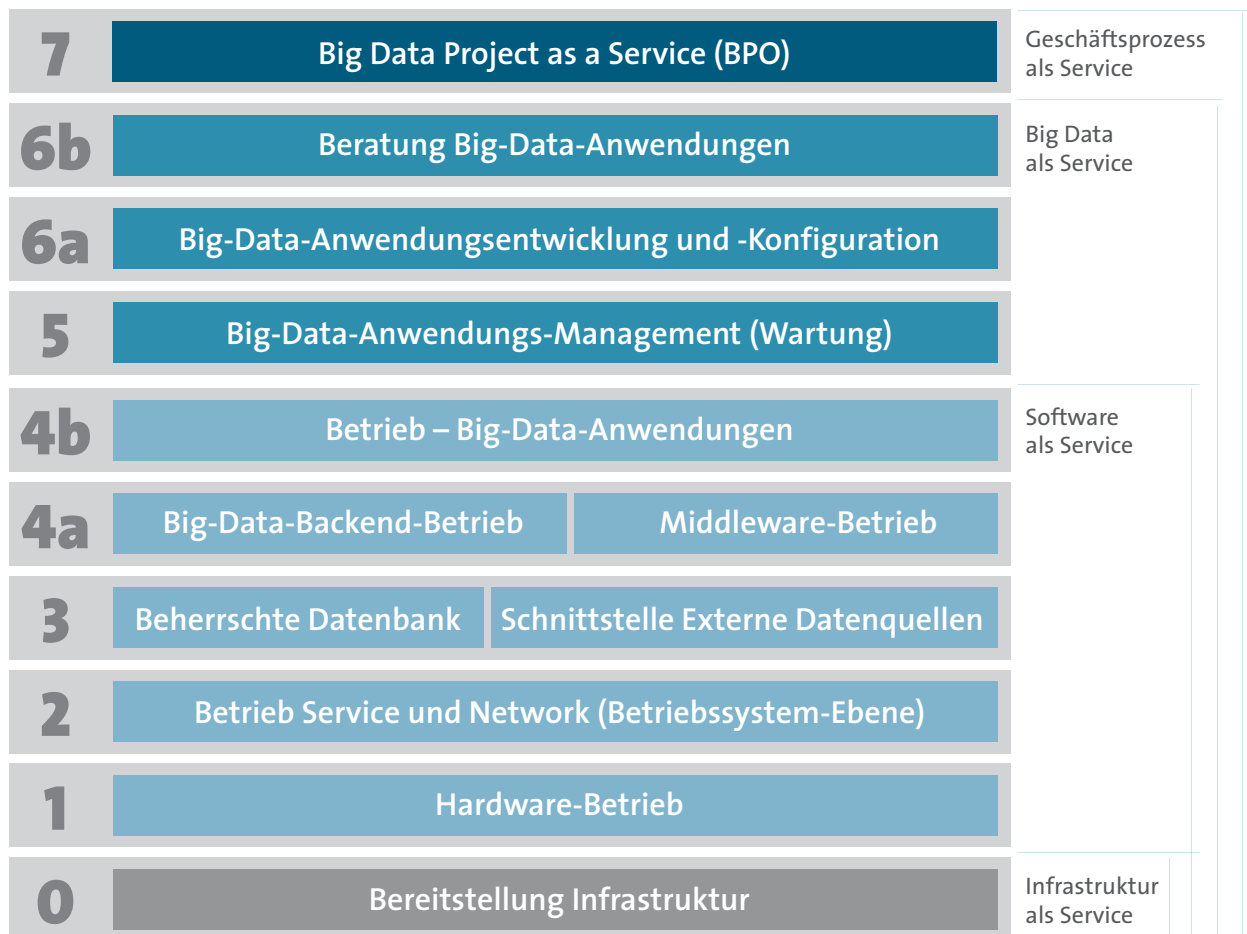 7
Big Data Project as a Service (BPO)
Geschäftsprozess
als Service
6b
Beratung Big-Data-Anwendungen
Big Data
als Service
6a
Big-Data-Anwendungsentwicklung und -Konfiguration
5
Big-Data-Anwendungs-Management (Wartung)
4b
Betrieb – Big-Data-Anwendungen
Software
als Service
4a
Big-Data-Backend-Betrieb
Middleware-Betrieb
3
Beherrschte Datenbank
Schnittstelle Externe Datenquellen
2
Betrieb Service und Network (Betriebssystem-Ebene)
1
Hardware-Betrieb
0
Bereitstellung Infrastruktur
Infrastruktur
als Service